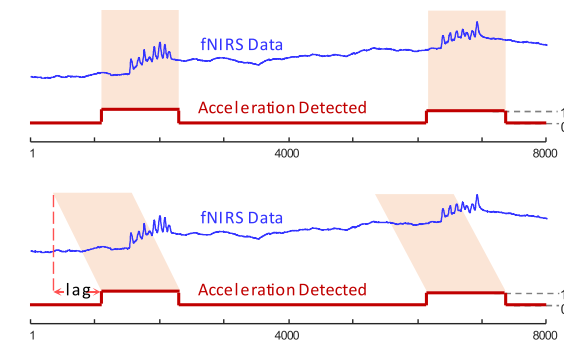 fNIRS Data
Acceleration Detected
1
0
1 4000 8000
fNIRS Data
lag
Acceleration Detected
1
0
1 4000 8000